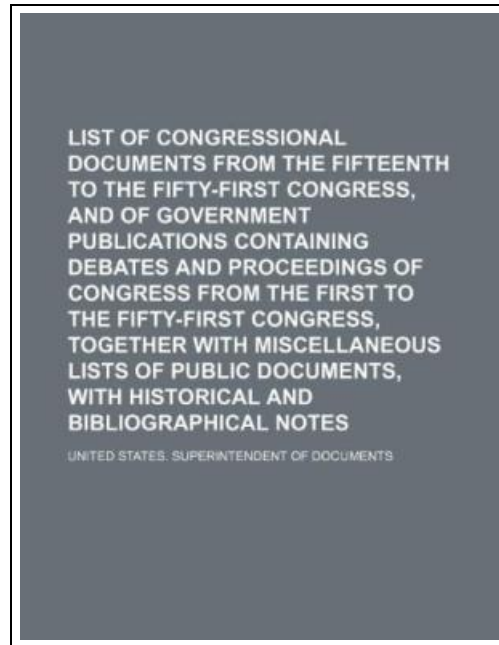 LIST OF CONGRESSIONAL
DOCUMENTS FROM THE FIFTEENTH
TO THE FIFTY-FIRST CONGRESS,
AND OF GOVERNMENT
PUBLICATIONS CONTAINING
DEBATES AND PROCEEDINGS OF
CONGRESS FROM THE FIRST TO
THE FIFTY-FIRST CONGRESS,
TOGETHER WITH MISCELLANEOUS
LISTS OF PUBLIC DOCUMENTS,
WITH HISTORICAL AND
BIBLIOGRAPHICAL NOTES
UNITED STATES. SUPERINTENDENT OF DOCUMENTS